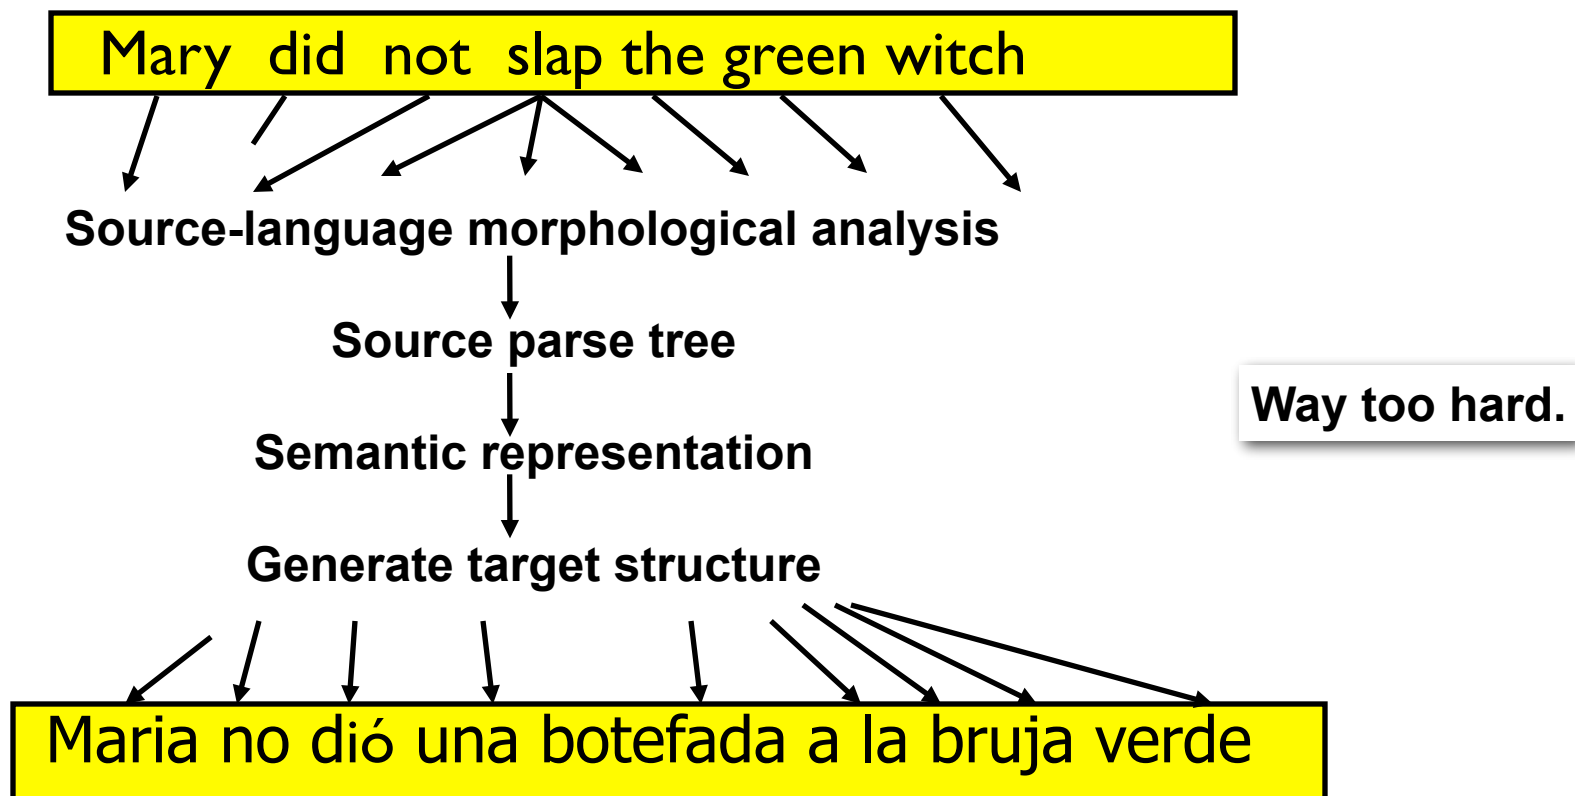 Mary did not slap the green witch
Source-language morphological analysis
Source parse tree
Way too hard.
Semantic representation
Generate target structure
Maria no dió una botefada a la bruja verde